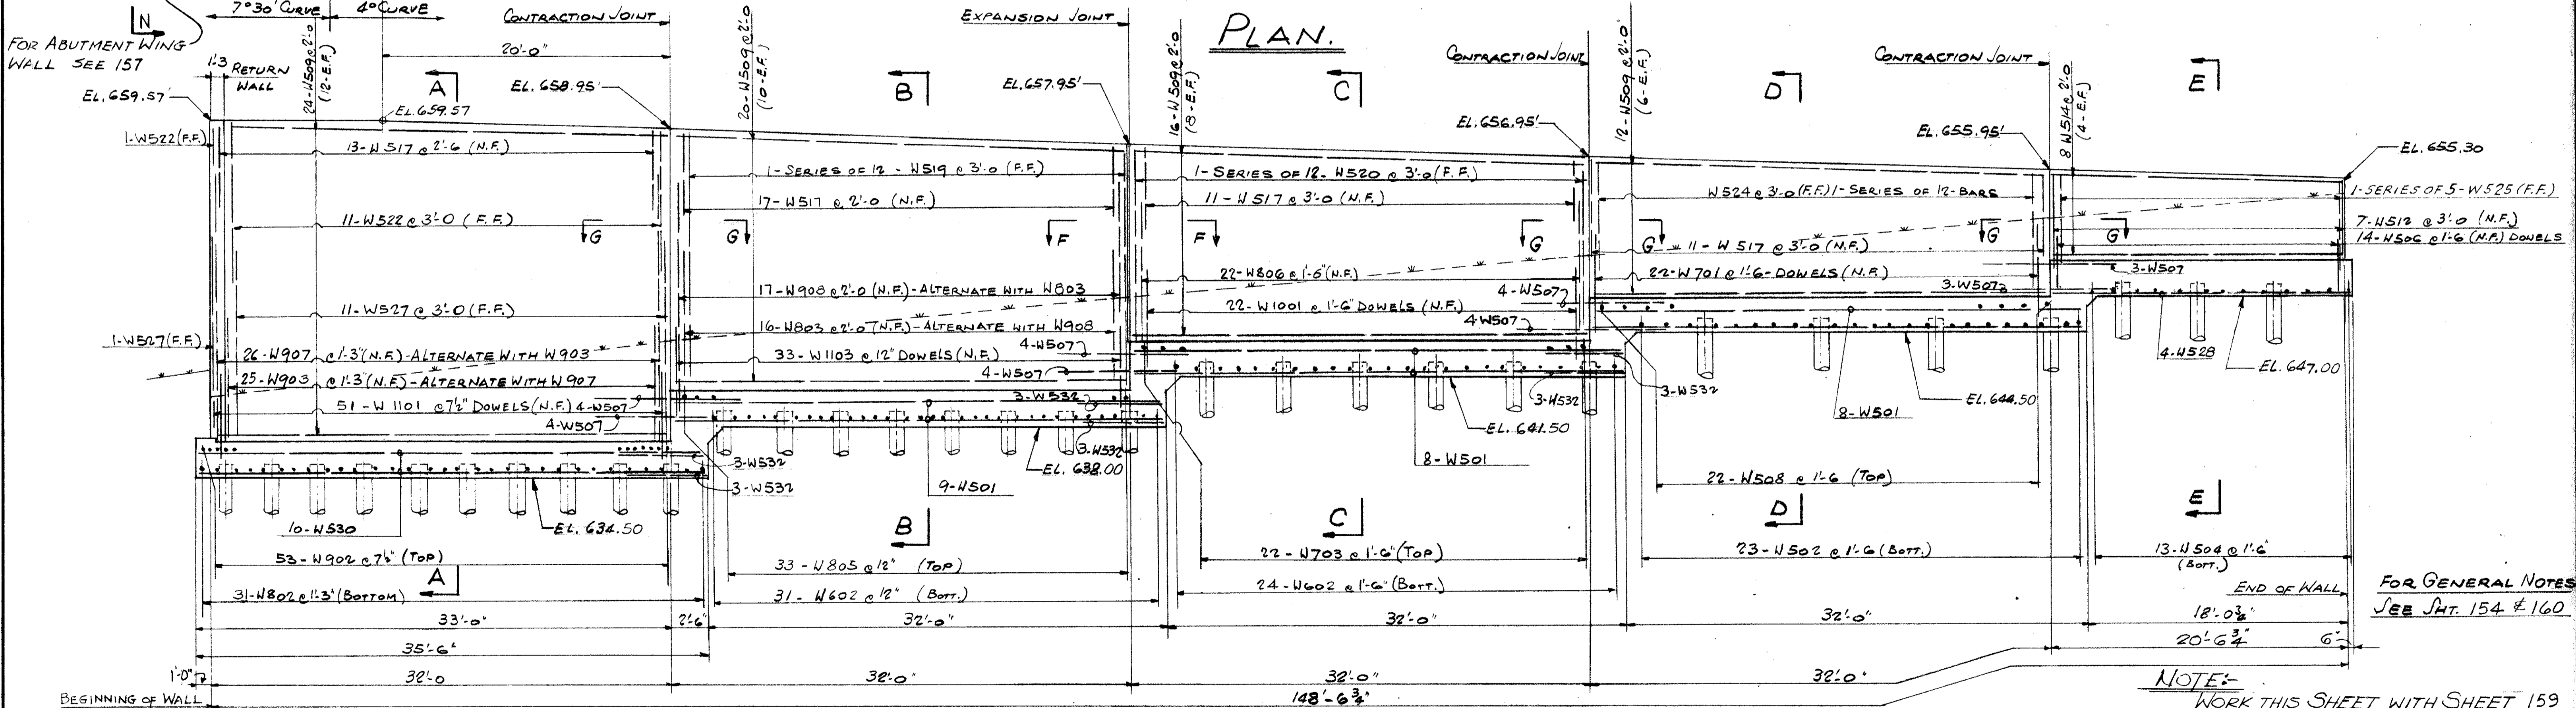 7°30' CURVE
4° CURVE
CONTRACTION JOINT
EXPANSION JOINT
PLAN.
N
FOR ABUTMENT WING
WALL SEE 157
20'-0"
CONTRACTION JOINT
CONTRACTION JOINT
1'-3 RETURN
WALL
24-W509@2'-0
(12-E.F.)
20-W509@2'-0
(10-E.F.)
16-W509@2'-0
(8-E.F.)
12-W509@2'-0
(6-E.F.)
8 W514@2'-0
(4-E.F.)
A
B
C
D
E
EL. 659.57'
EL. 659.57
EL. 658.95'
EL. 657.95'
EL. 656.95'
EL. 655.95'
EL. 655.30
1-W522(F.F.)
13-W517 @ 2'-6 (N.F.)
1-SERIES OF 12 - W519 @ 3'-0 (F.F.)
1-SERIES OF 12- W520 @ 3'-0 (F.F.)
W524 @ 3'-0 (F.F.) 1-SERIES OF 12-BARS
1-SERIES OF 5-W525 (F.F.)
17-W517 @ 2'-0 (N.F.)
11-W517 @ 3'-0 (N.F.)
11-W522 @ 3'-0 (F.F.)
7-W512 @ 3'-0 (N.F.)
14-W506 @ 1'-6 (N.F.) DOWELS
G
G
F
F
G
G
G
G
11-W 517 @ 3'-0 (N.F.)
22-W806 @ 1'-6" (N.F.)
22-W701 @ 1'-6- DOWELS (N.F.)
3-W507
17-W908 @ 2'-0 (N.F.)-ALTERNATE WITH W803
4-W507
3-W507
11-W527 @ 3'-0 (F.F.)
22-W1001 @ 1'-6" DOWELS (N.F.)
4-W507
16-W803 @ 2'-0 (N.F.)-ALTERNATE WITH W908
1-W527(F.F.)
26-W907 @ 1'-3 (N.F.)-ALTERNATE WITH W903
33-W1103 @ 12" DOWELS (N.F.)
4-W507
4-W507
25-W903 @ 1'-3 (N.F.)-ALTERNATE WITH W907
51-W1101 @ 7½" DOWELS (N.F.)
4-W507
4-W507
3-W532
3-W532
3-W532
3-W532
4-W528
EL. 647.00
8-W501
EL. 644.50
EL. 641.50
3-W532
3-W532
EL. 638.00
8-W501
9-W501
22-W508 @ 1'-6 (TOP)
10-W530
EL. 634.50
B
C
D
E
53-W902 @ 7½" (TOP)
A
33-W805 @ 12" (TOP)
22-W703 @ 1'-6" (TOP)
23-W502 @ 1'-6 (BOTT.)
13-W504 @ 1'-6
(BOTT.)
31-W802 @ 1'-3" (BOTTOM)
31-W602 @ 12" (BOTT.)
24-W602 @ 1'-6" (BOTT.)
END OF WALL
FOR GENERAL NOTES
SEE SHT. 154 & 160
33'-0"
2'-6"
32'-0"
32'-0"
32'-0"
18'-0¾"
35'-6"
20'-6¾"
6"
1'-0"
32'-0
32'-0"
32'-0"
32'-0"
BEGINNING OF WALL
148'-6¾"
NOTE:-
WORK THIS SHEET WITH SHEET 159